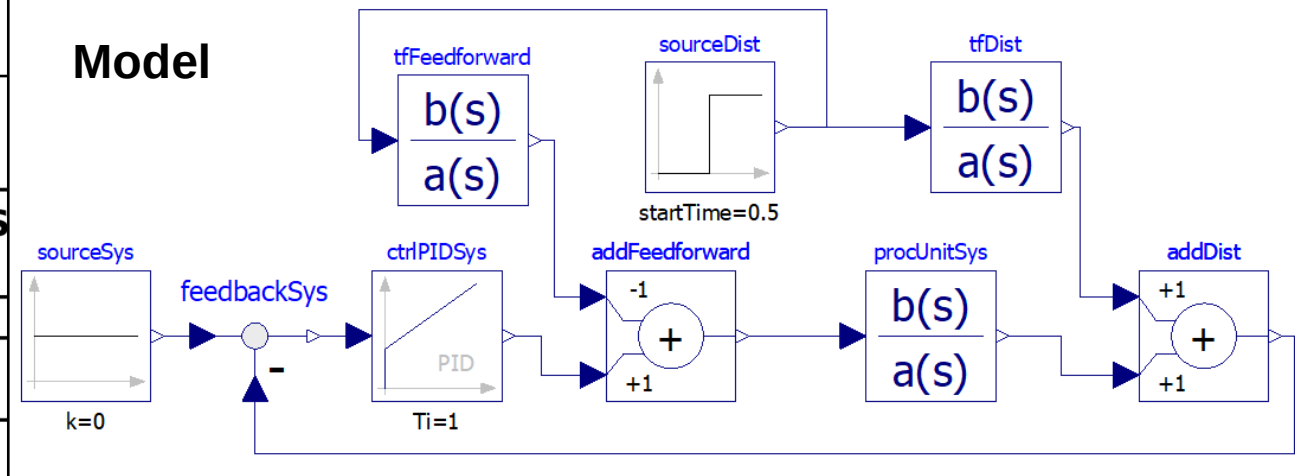 Model
tfFeedforward
sourceDist
tfDist
b(s)
a(s)
b(s)
a(s)
startTime=0.5
s
sourceSys
feedbackSys
ctrlPIDSys
addFeedforward
procUnitSys
addDist
-
PID
-1
+
+1
b(s)
a(s)
+1
+
+1
k=0
Ti=1